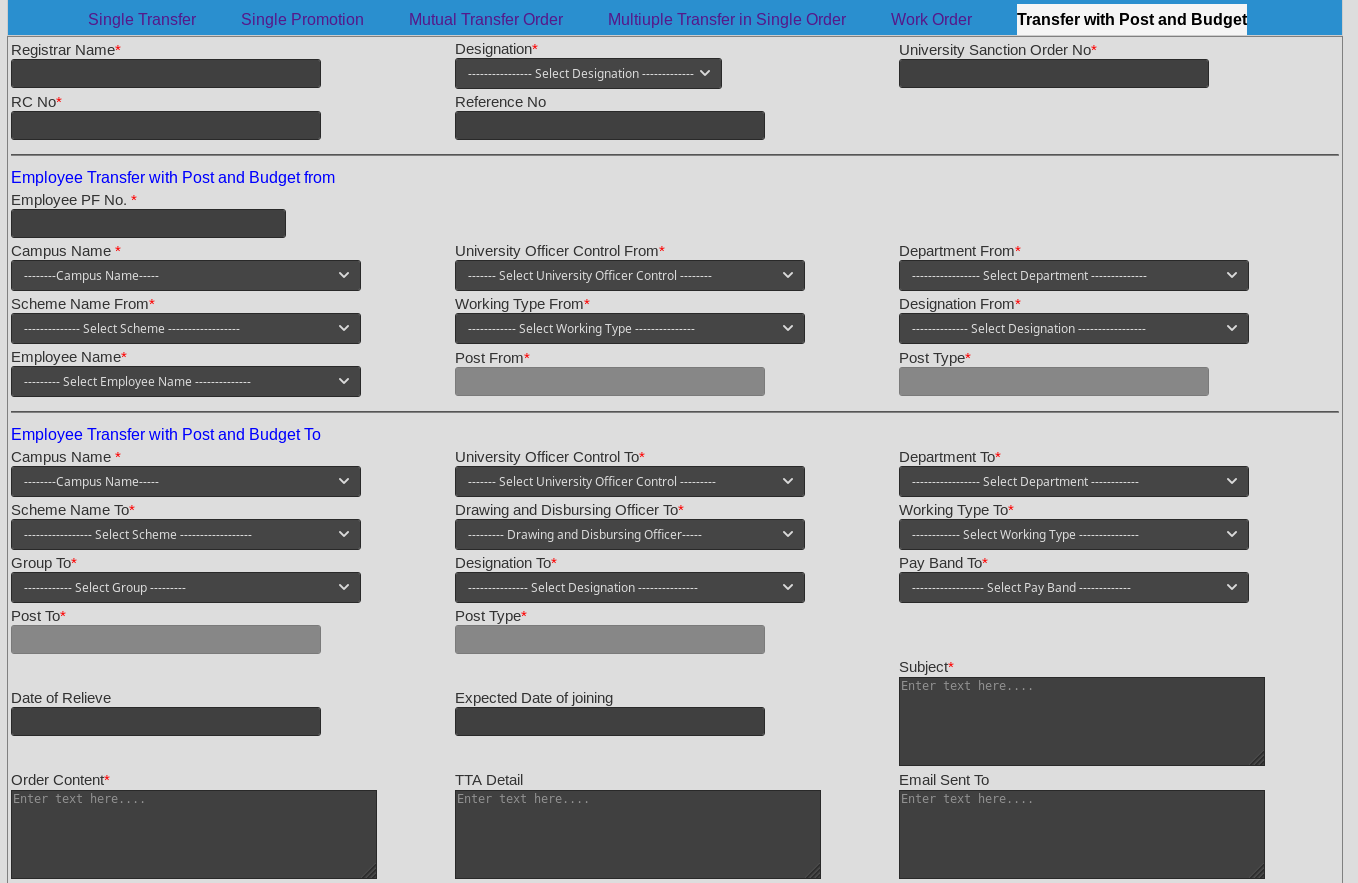 Single Transfer Single Promotion Mutual Transfer Order Multiuple Transfer in Single Order Work Order Transfer with Post and Budget
Registrar Name* Designation* University Sanction Order No*
---------------- Select Designation -------------
RC No* Reference No
Employee Transfer with Post and Budget from
Employee PF No. *
Campus Name * University Officer Control From* Department From*
--------Campus Name----- ------- Select University Officer Control -------- ----------------- Select Department --------------
Scheme Name From* Working Type From* Designation From*
-------------- Select Scheme ------------------ ------------ Select Working Type --------------- -------------- Select Designation -----------------
Employee Name* Post From* Post Type*
--------- Select Employee Name --------------
Employee Transfer with Post and Budget To
Campus Name * University Officer Control To* Department To*
--------Campus Name----- ------- Select University Officer Control --------- ----------------- Select Department ------------
Scheme Name To* Drawing and Disbursing Officer To* Working Type To*
----------------- Select Scheme ------------------ --------- Drawing and Disbursing Officer----- ------------ Select Working Type ---------------
Group To* Designation To* Pay Band To*
------------ Select Group --------- --------------- Select Designation --------------- ------------------ Select Pay Band -------------
Post To* Post Type*
Subject*
Enter text here....
Date of Relieve Expected Date of joining
Order Content* TTA Detail Email Sent To
Enter text here.... Enter text here.... Enter text here....